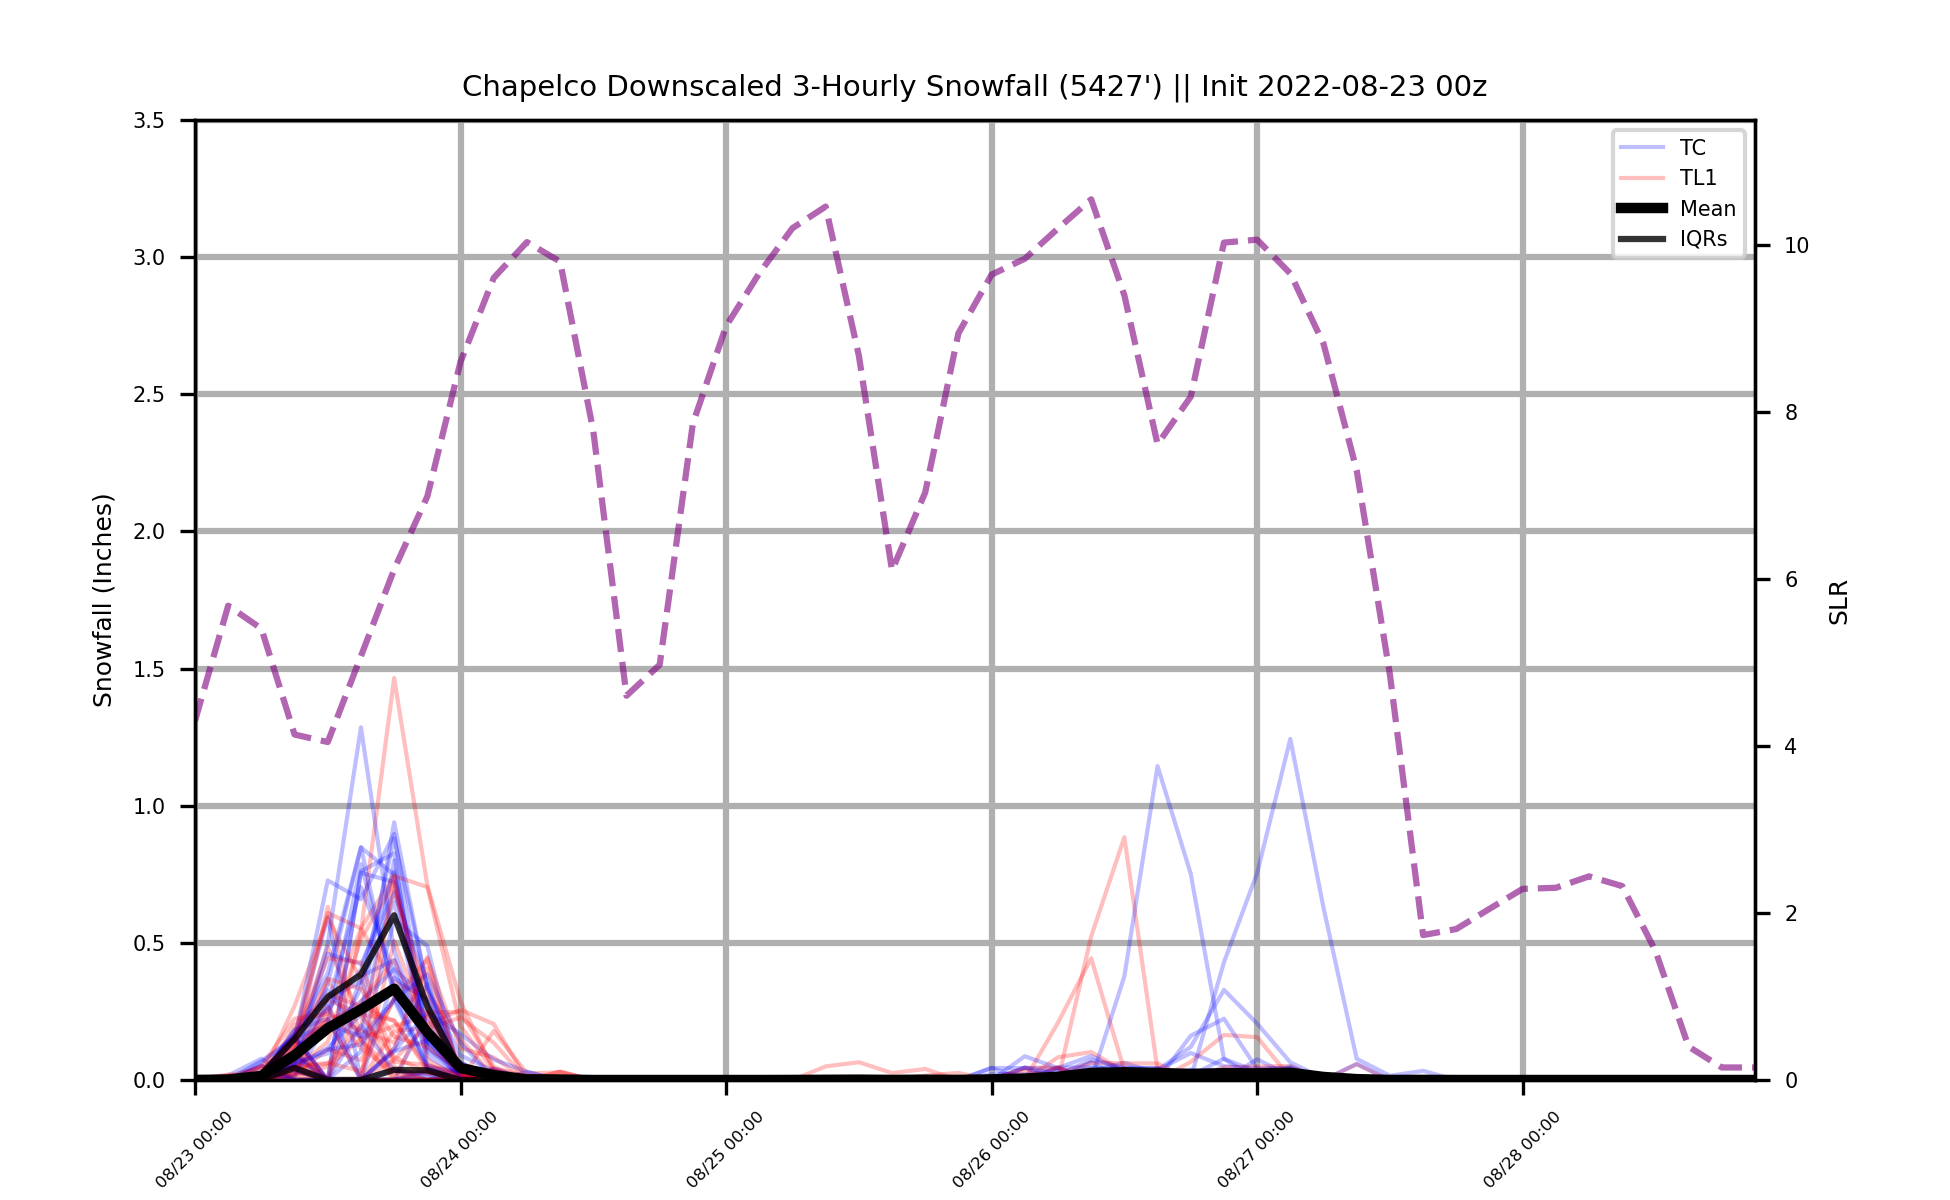 Chapelco Downscaled 3-Hourly Snowfall (5427') || Init 2022-08-23 00z
TC
TL1
Mean
IQRs
3.5
3.0
2.5
2.0
1.5
1.0
0.5
0.0
Snowfall (Inches)
10
8
6
4
2
0
SLR
08/23 00:00
08/24 00:00
08/25 00:00
08/26 00:00
08/27 00:00
08/28 00:00